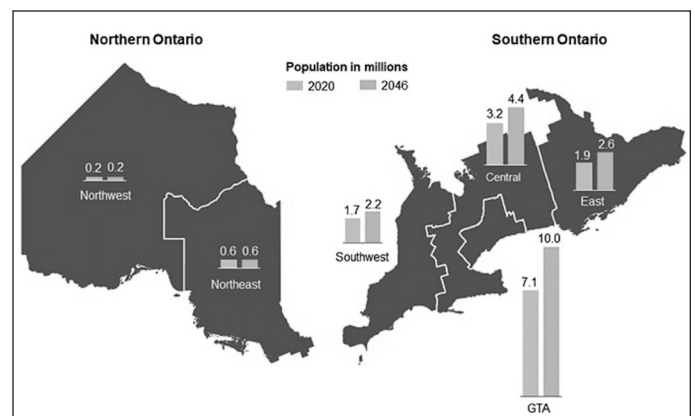 Northern Ontario
Southern Ontario
Population in millions
2020 2046
0.2 0.2
Northwest
0.6 0.6
Northeast
3.2 4.4
Central
1.9 2.6
East
1.7 2.2
Southwest
7.1 10.0
GTA